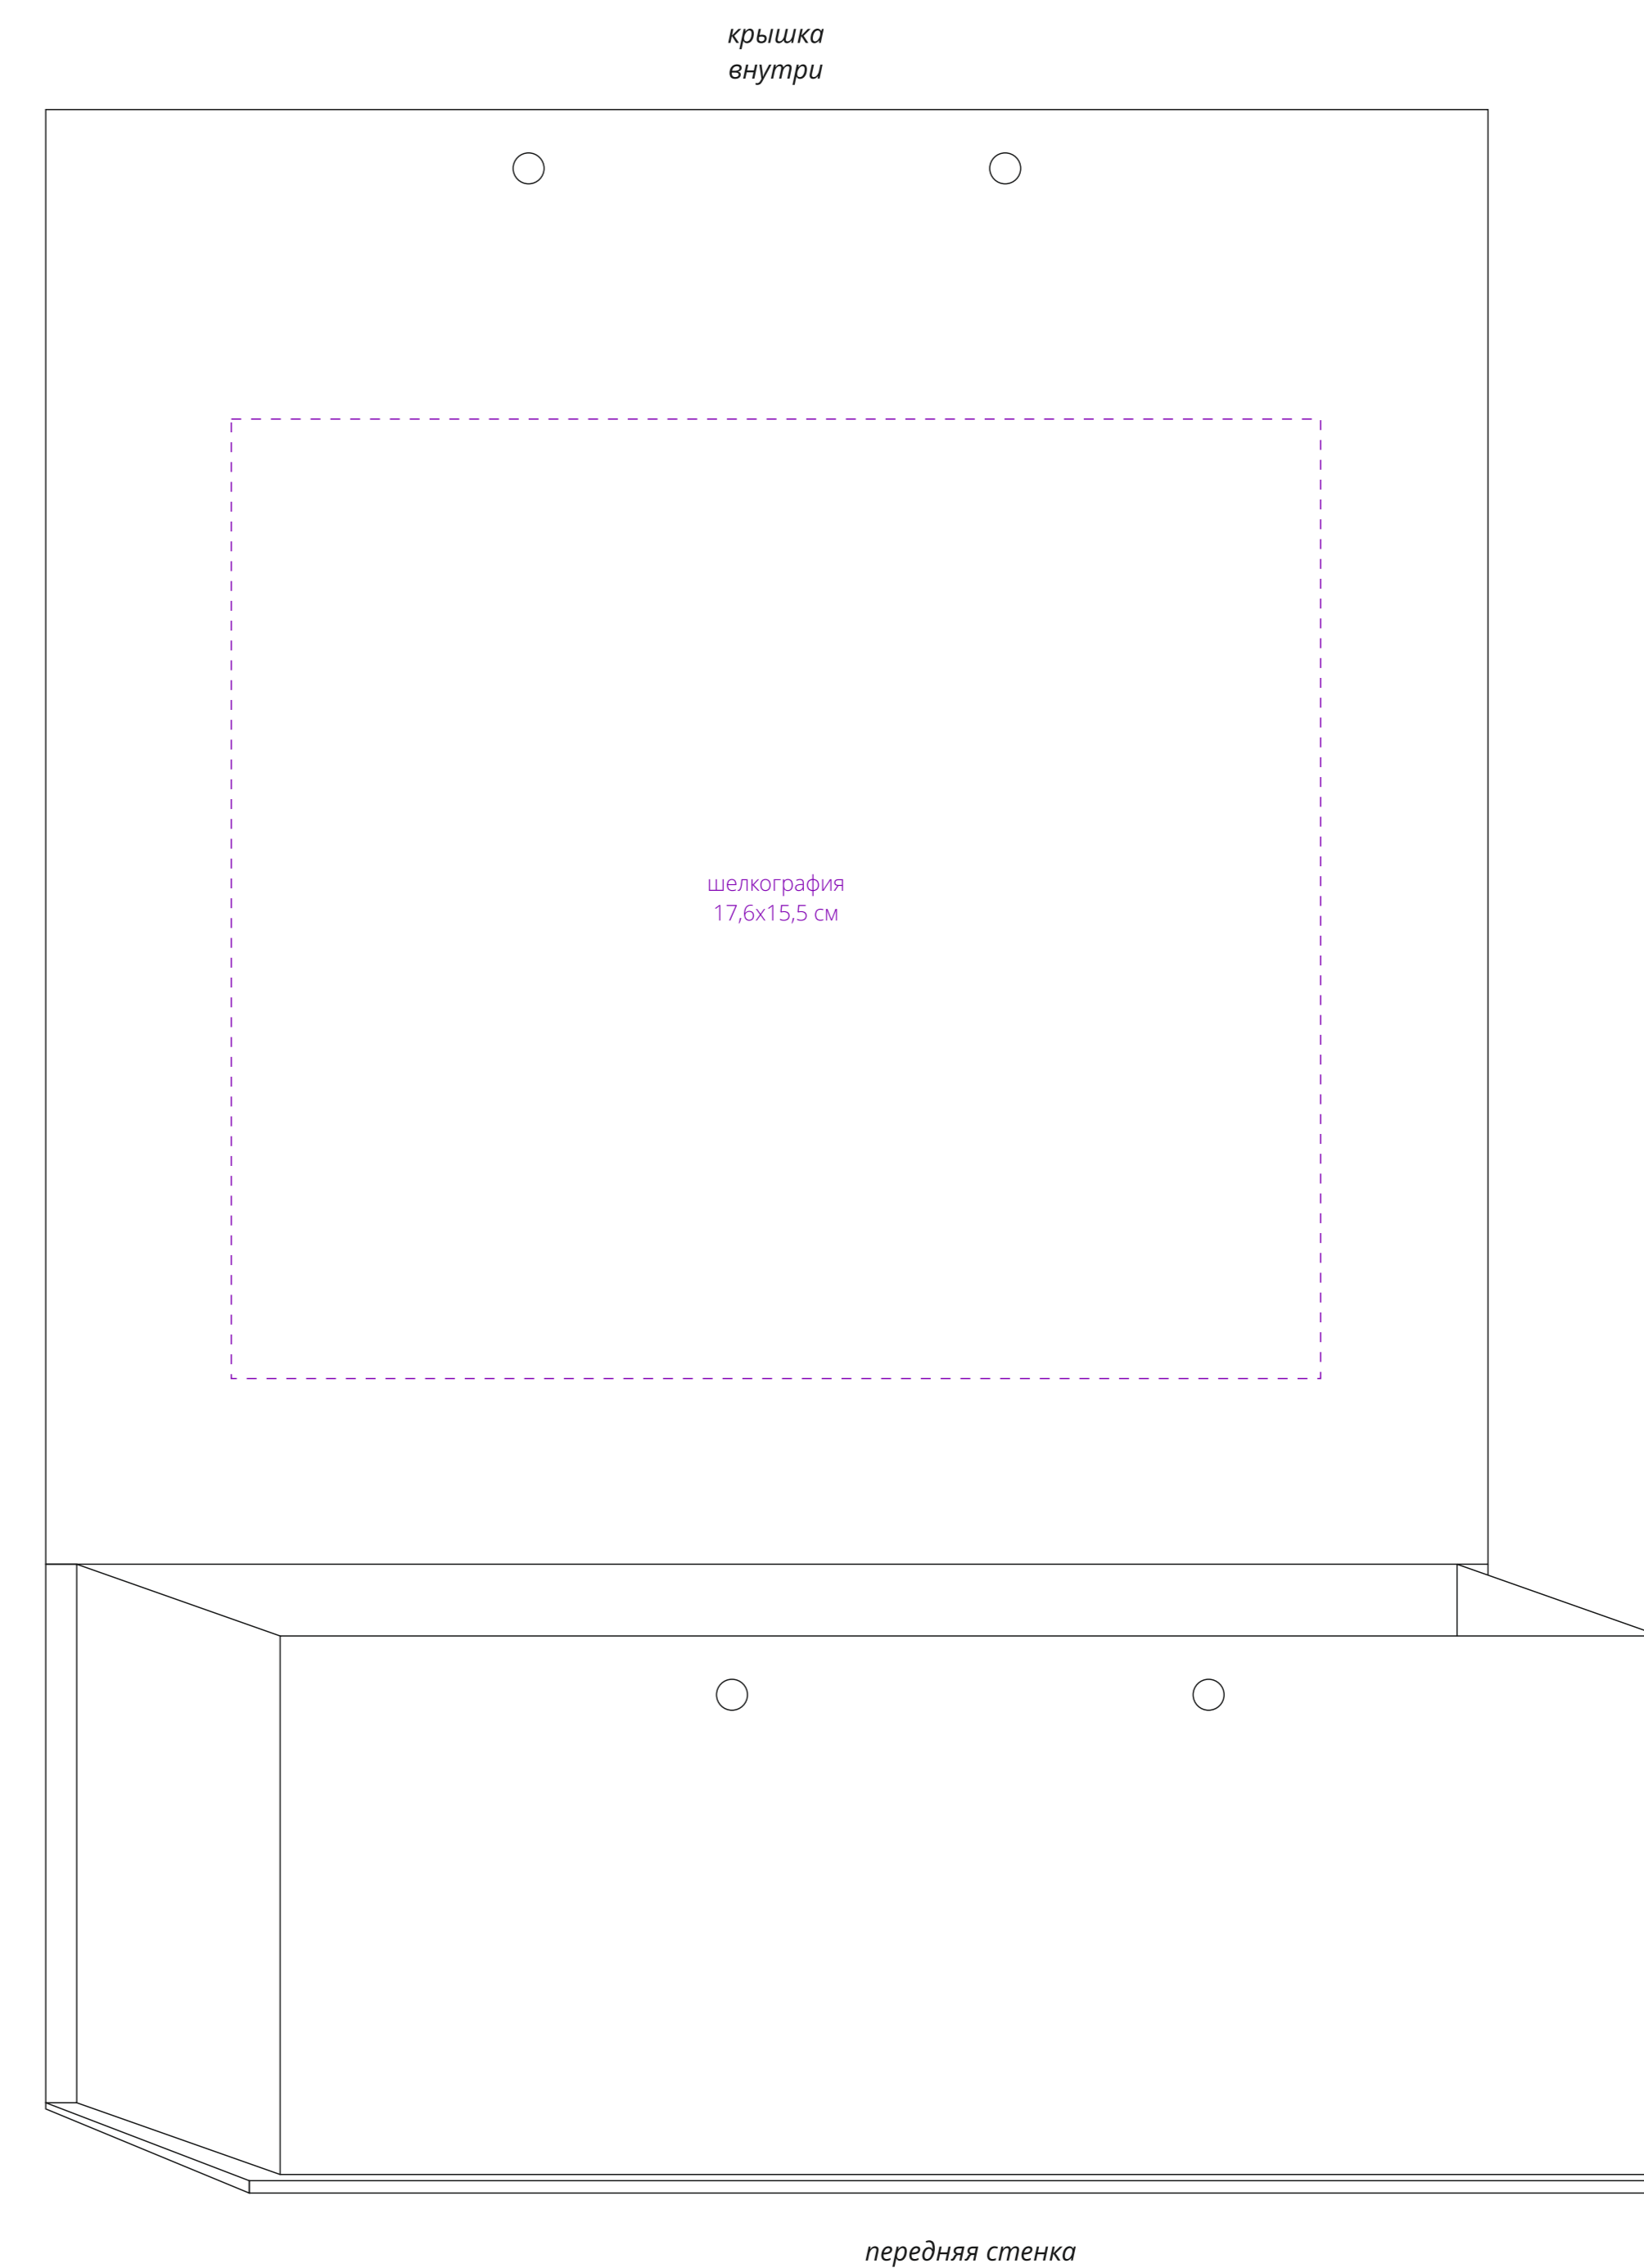 крышка
внутри
шелкография
17,6х15,5 см
передняя стенка